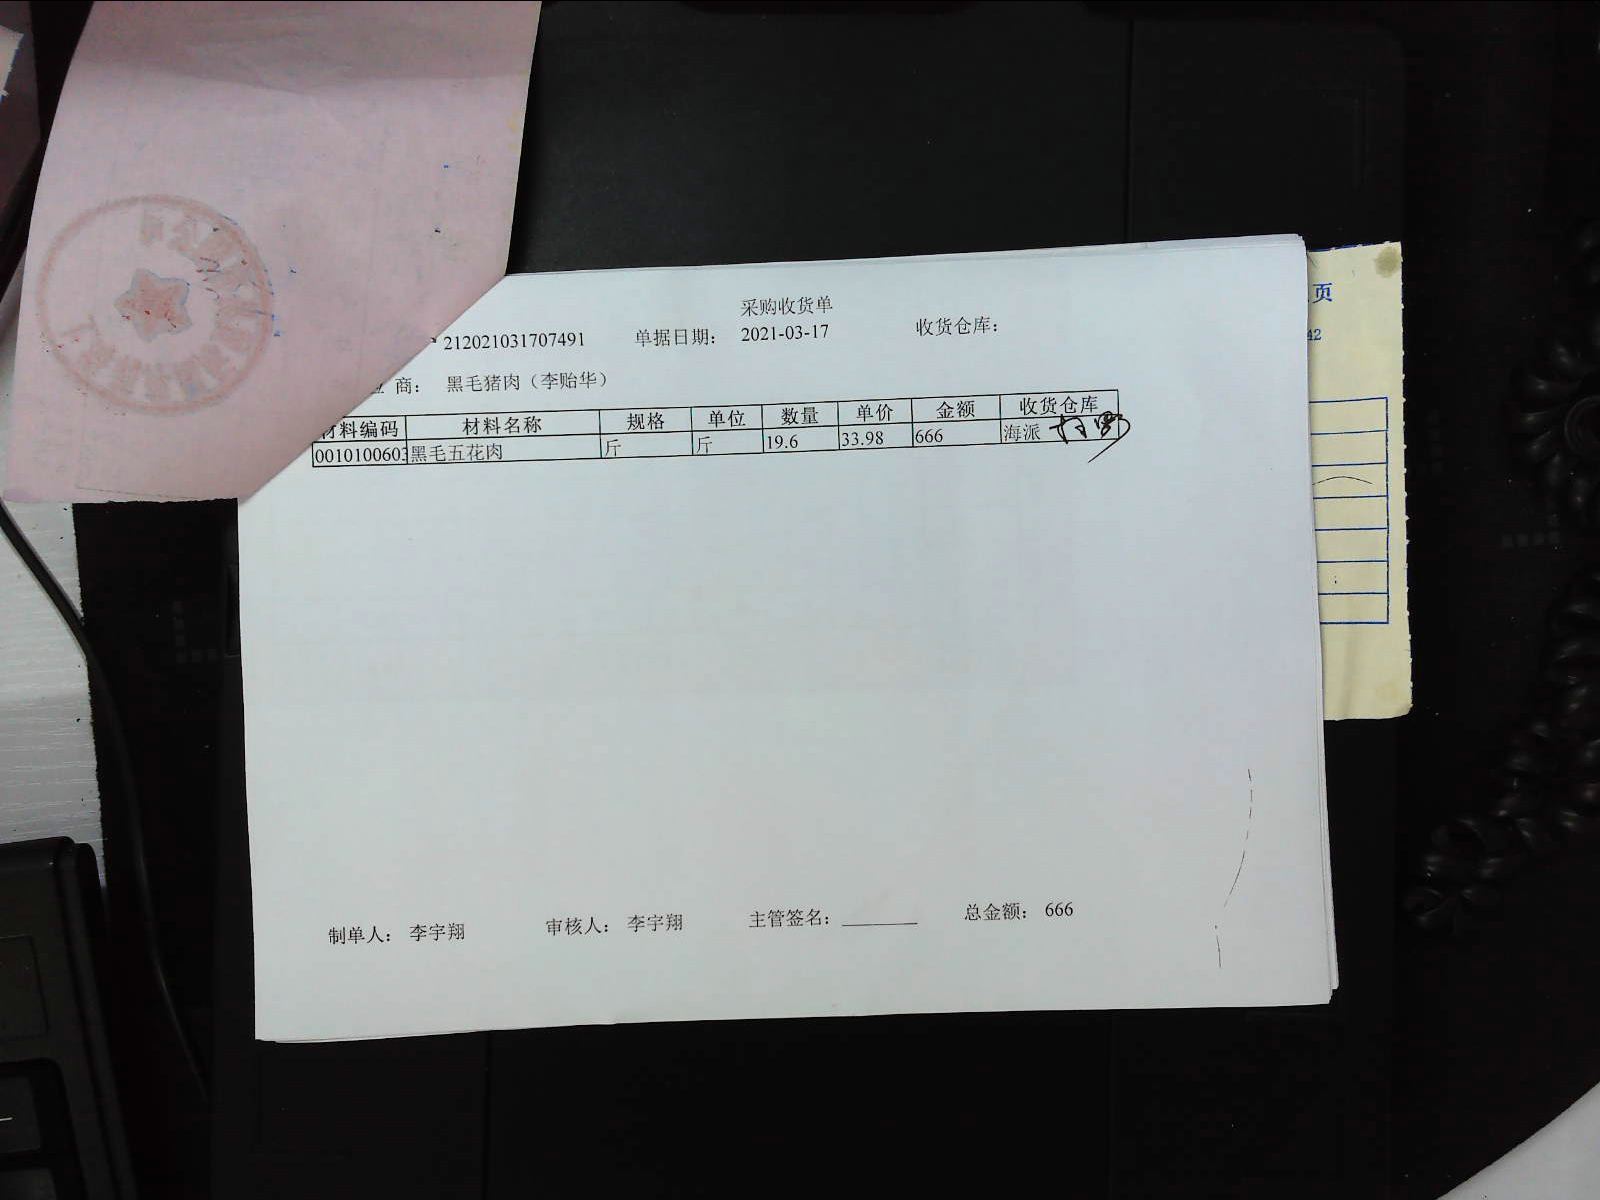 采购收货单
212021031707491 单据日期： 2021-03-17 收货仓库：
商： 黑毛猪肉（李贻华）
材料编码 材料名称 规格 单位 数量 单价 金额 收货仓库
0010100603 黑毛五花肉 斤 斤 19.6 33.98 666 海派
制单人： 李宇翔 审核人： 李宇翔 主管签名： 总金额： 666
页
42